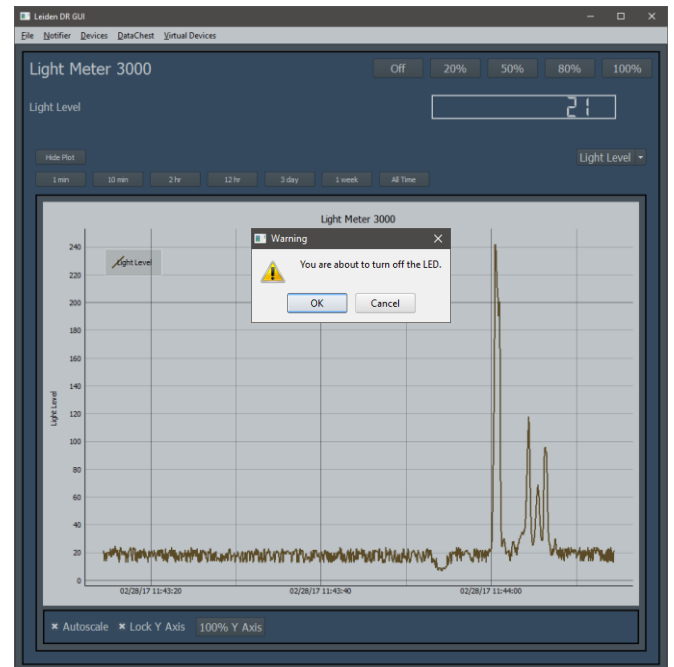 Leiden DR GUI
File Notifier Devices DataChest Virtual Devices
Light Meter 3000
Off 20% 50% 80% 100%
Light Level
21
Hide Plot
Light Level
1 min 10 min 2 hr 12 hr 3 day 1 week All Time
Light Meter 3000
Warning
You are about to turn off the LED.
OK Cancel
Light Level
240
220
200
180
160
140
120
100
80
60
40
20
0
Light Level
02/28/17 11:43:20 02/28/17 11:43:40 02/28/17 11:44:00
Autoscale Lock Y Axis 100% Y Axis